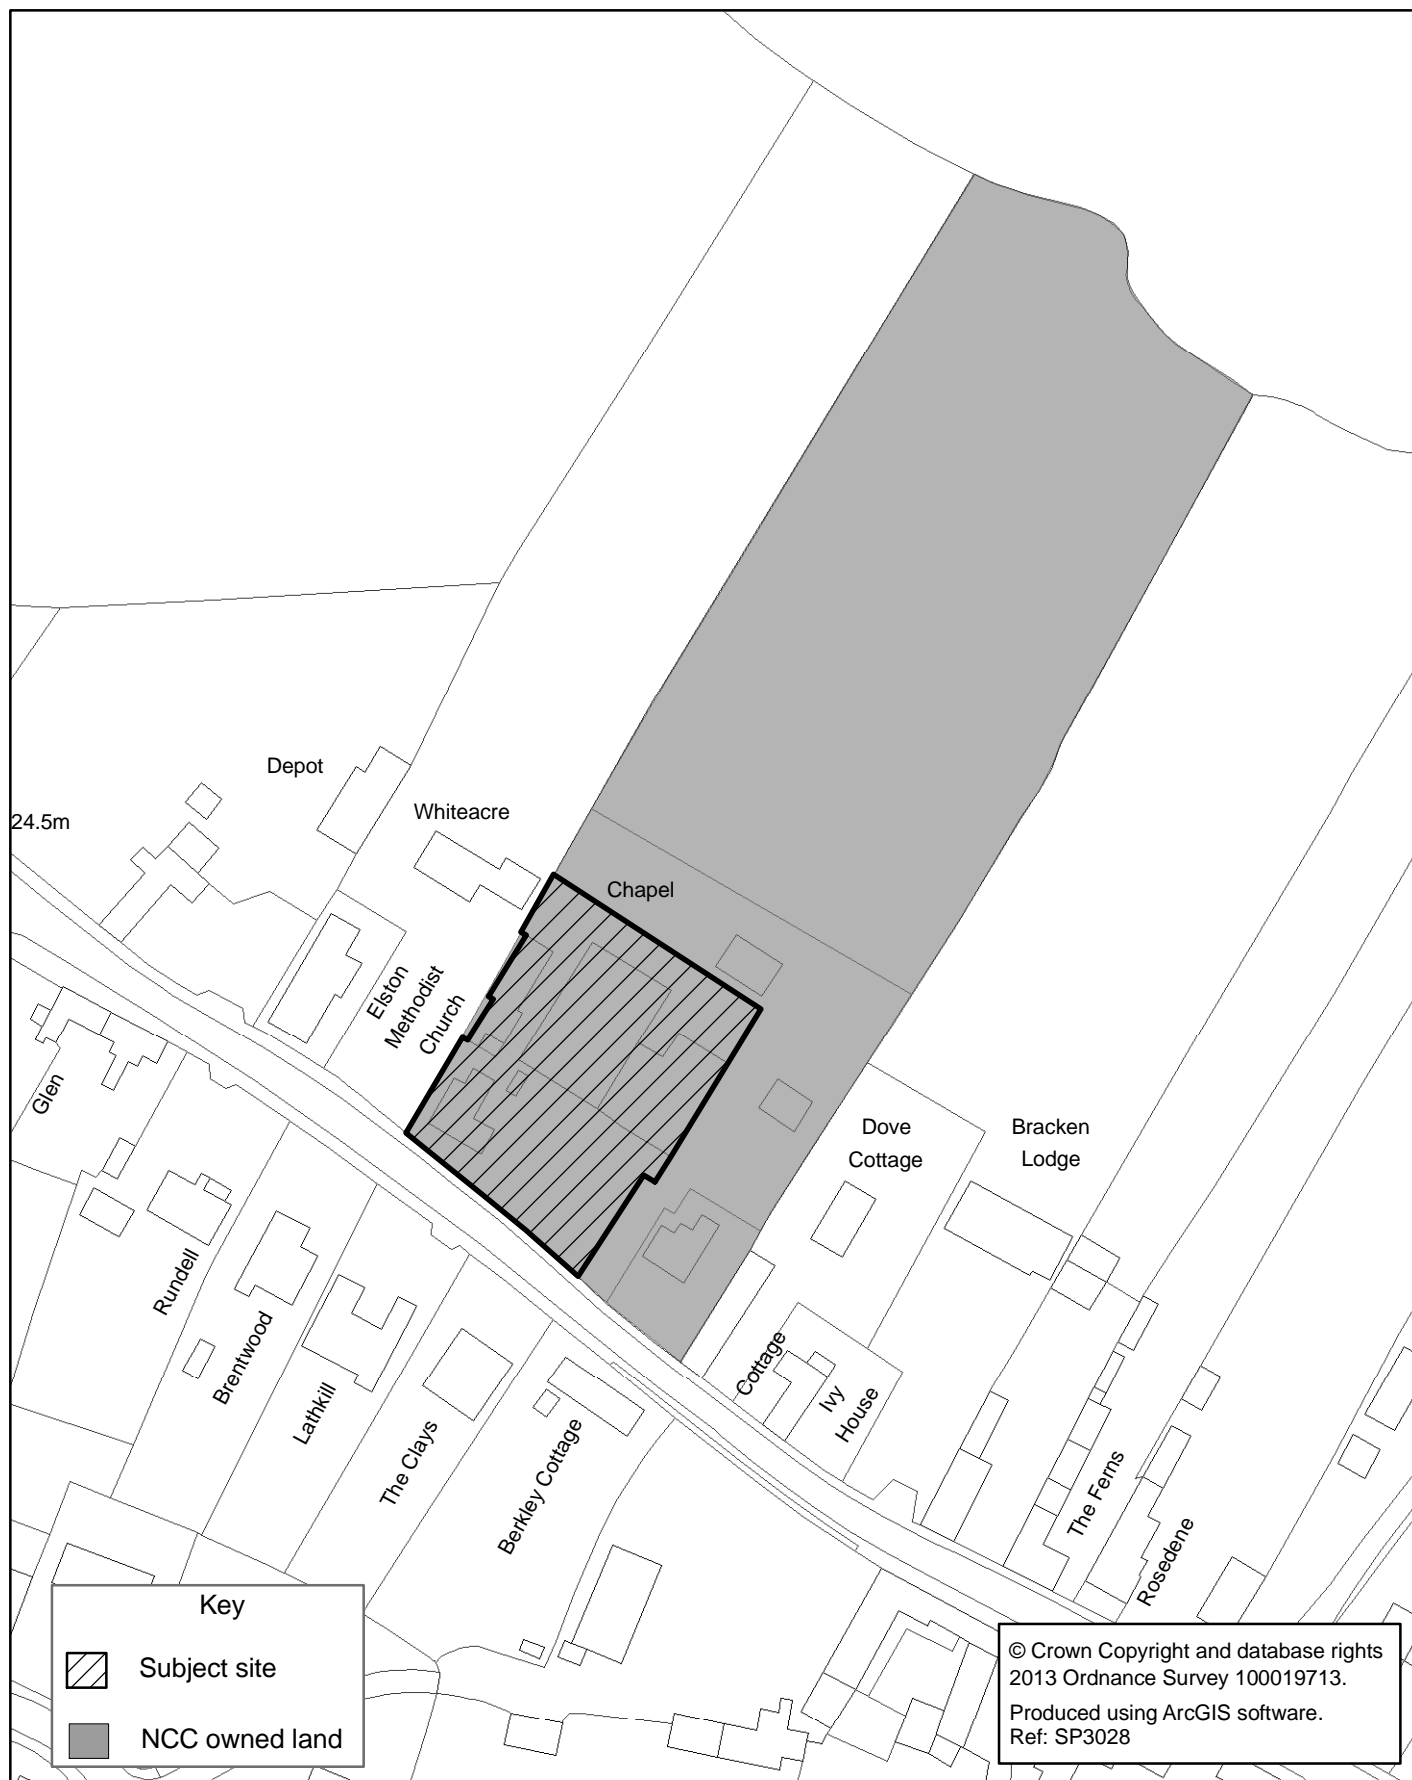 Depot
24.5m
Whiteacre
Chapel
Elston
Methodist
Church
Glen
Dove
Cottage
Bracken
Lodge
Rundell
Brentwood
Lathkill
The Clays
Berkley Cottage
Cottage
Ivy
House
The Ferns
Rosedene
Key
Subject site
NCC owned land
© Crown Copyright and database rights
2013 Ordnance Survey 100019713.
Produced using ArcGIS software.
Ref: SP3028